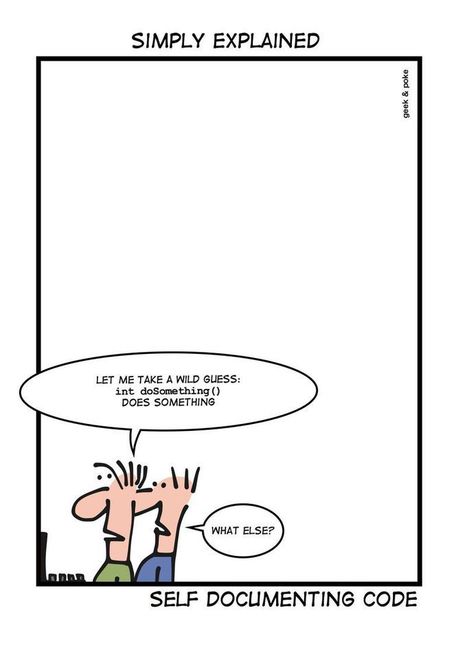 SIMPLY EXPLAINED
geek & poke
LET ME TAKE A WILD GUESS:
int doSomething()
DOES SOMETHING
WHAT ELSE?
SELF DOCUMENTING CODE